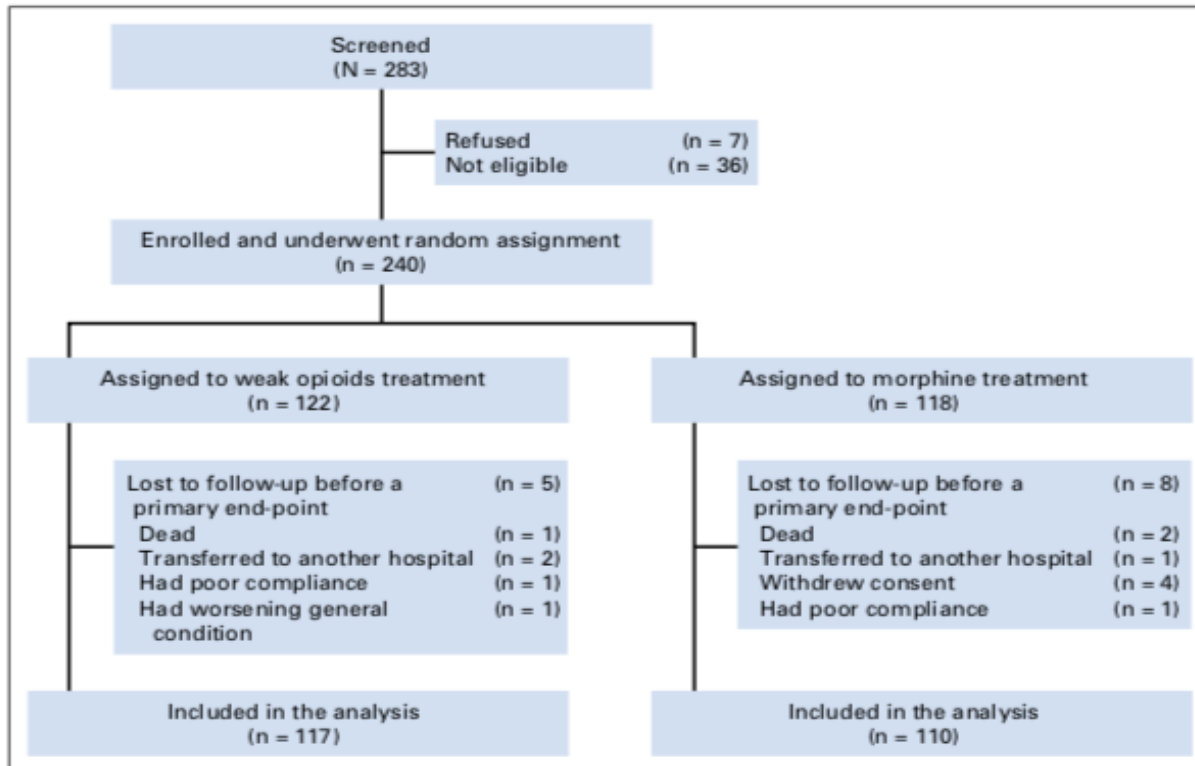 Screened
(N = 283)
Refused (n = 7)
Not eligible (n = 36)
Enrolled and underwent random assignment
(n = 240)
Assigned to weak opioids treatment
(n = 122)
Assigned to morphine treatment
(n = 118)
Lost to follow-up before a (n = 5)
primary end-point
Dead (n = 1)
Transferred to another hospital (n = 2)
Had poor compliance (n = 1)
Had worsening general (n = 1)
condition
Lost to follow-up before a (n = 8)
primary end-point
Dead (n = 2)
Transferred to another hospital (n = 1)
Withdrew consent (n = 4)
Had poor compliance (n = 1)
Included in the analysis
(n = 117)
Included in the analysis
(n = 110)